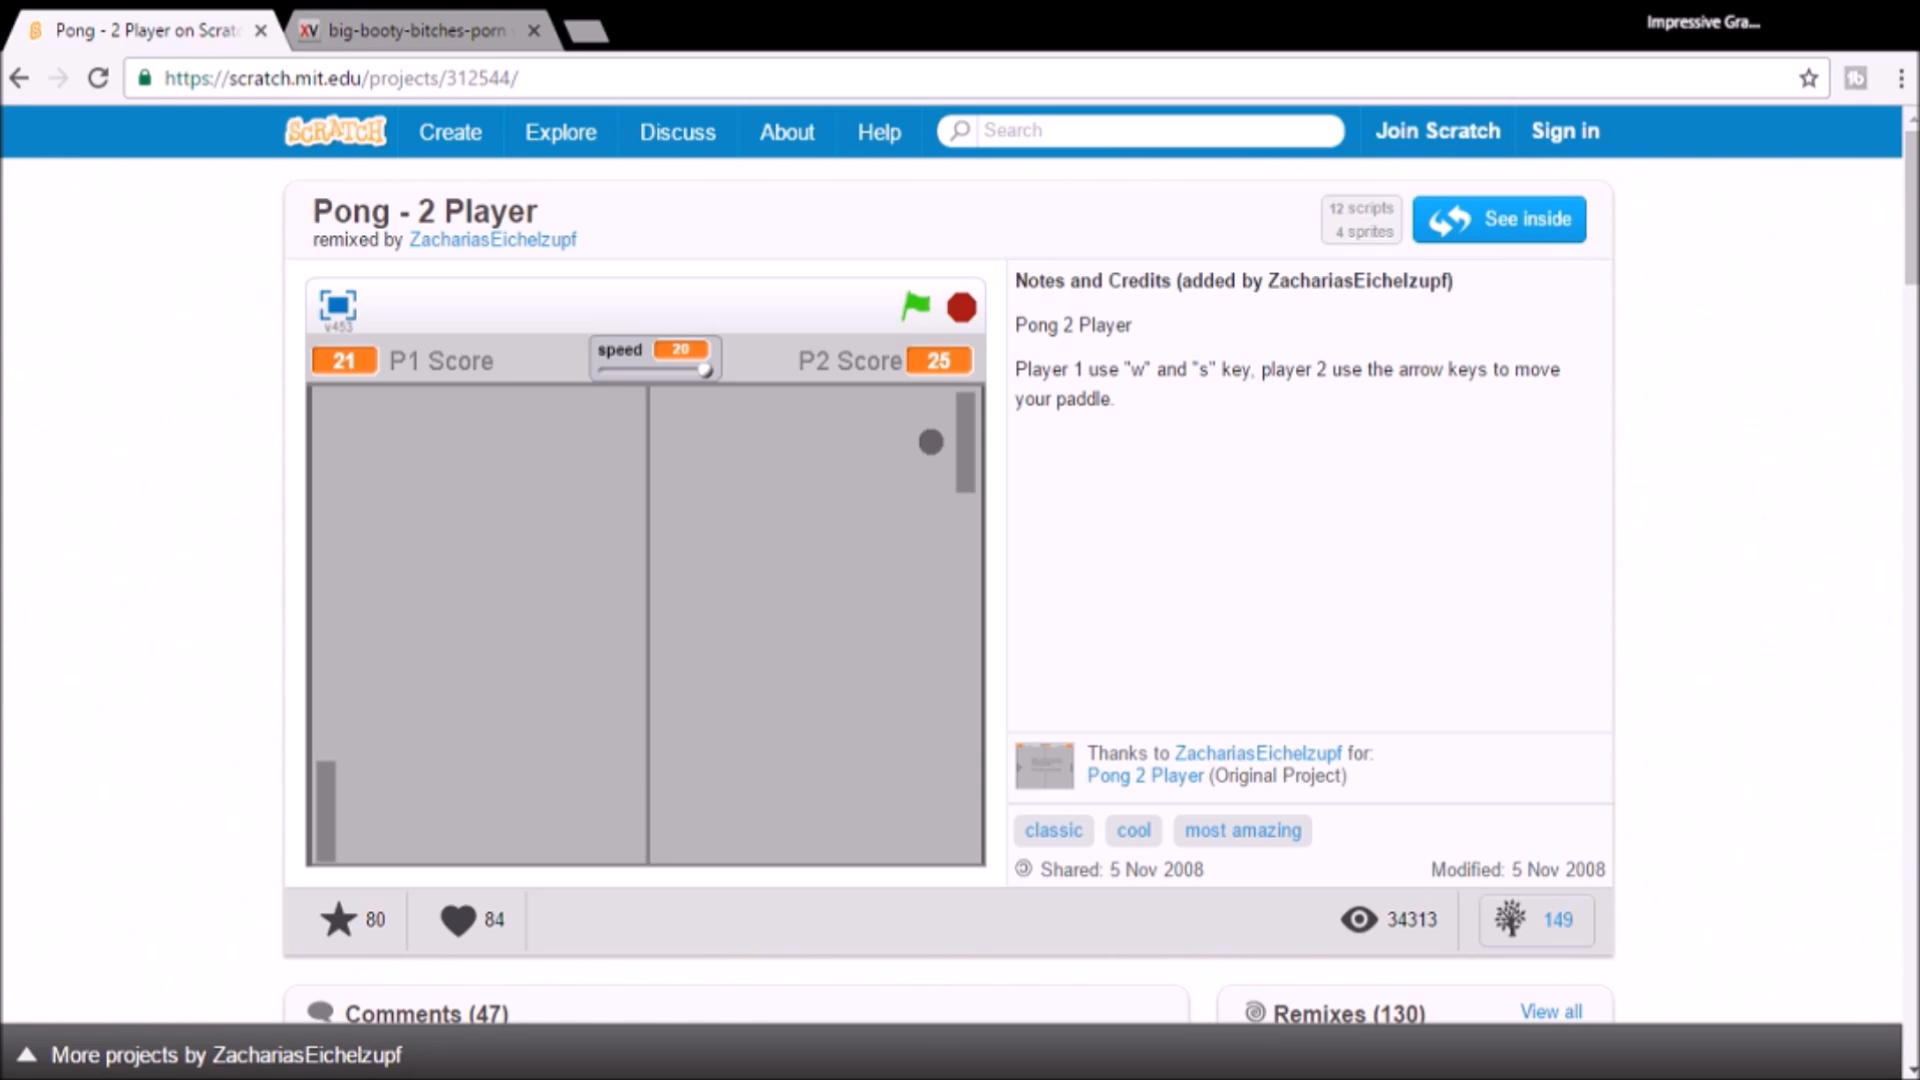 Pong - 2 Player on Scrat
big-booty-bitches-porn
Impressive Gra...
https://scratch.mit.edu/projects/312544/
SCRATCH
Create
Explore
Discuss
About
Help
Search
Join Scratch
Sign in
Pong - 2 Player
remixed by ZachariasEichelzupf
12 scripts
4 sprites
See inside
v453
21 P1 Score
speed 20
P2 Score 25
Notes and Credits (added by ZachariasEichelzupf)
Pong 2 Player
Player 1 use "w" and "s" key, player 2 use the arrow keys to move
your paddle.
Thanks to ZachariasEichelzupf for:
Pong 2 Player (Original Project)
classic
cool
most amazing
Shared: 5 Nov 2008
Modified: 5 Nov 2008
80
84
34313
149
Comments (47)
Remixes (130)
View all
More projects by ZachariasEichelzupf